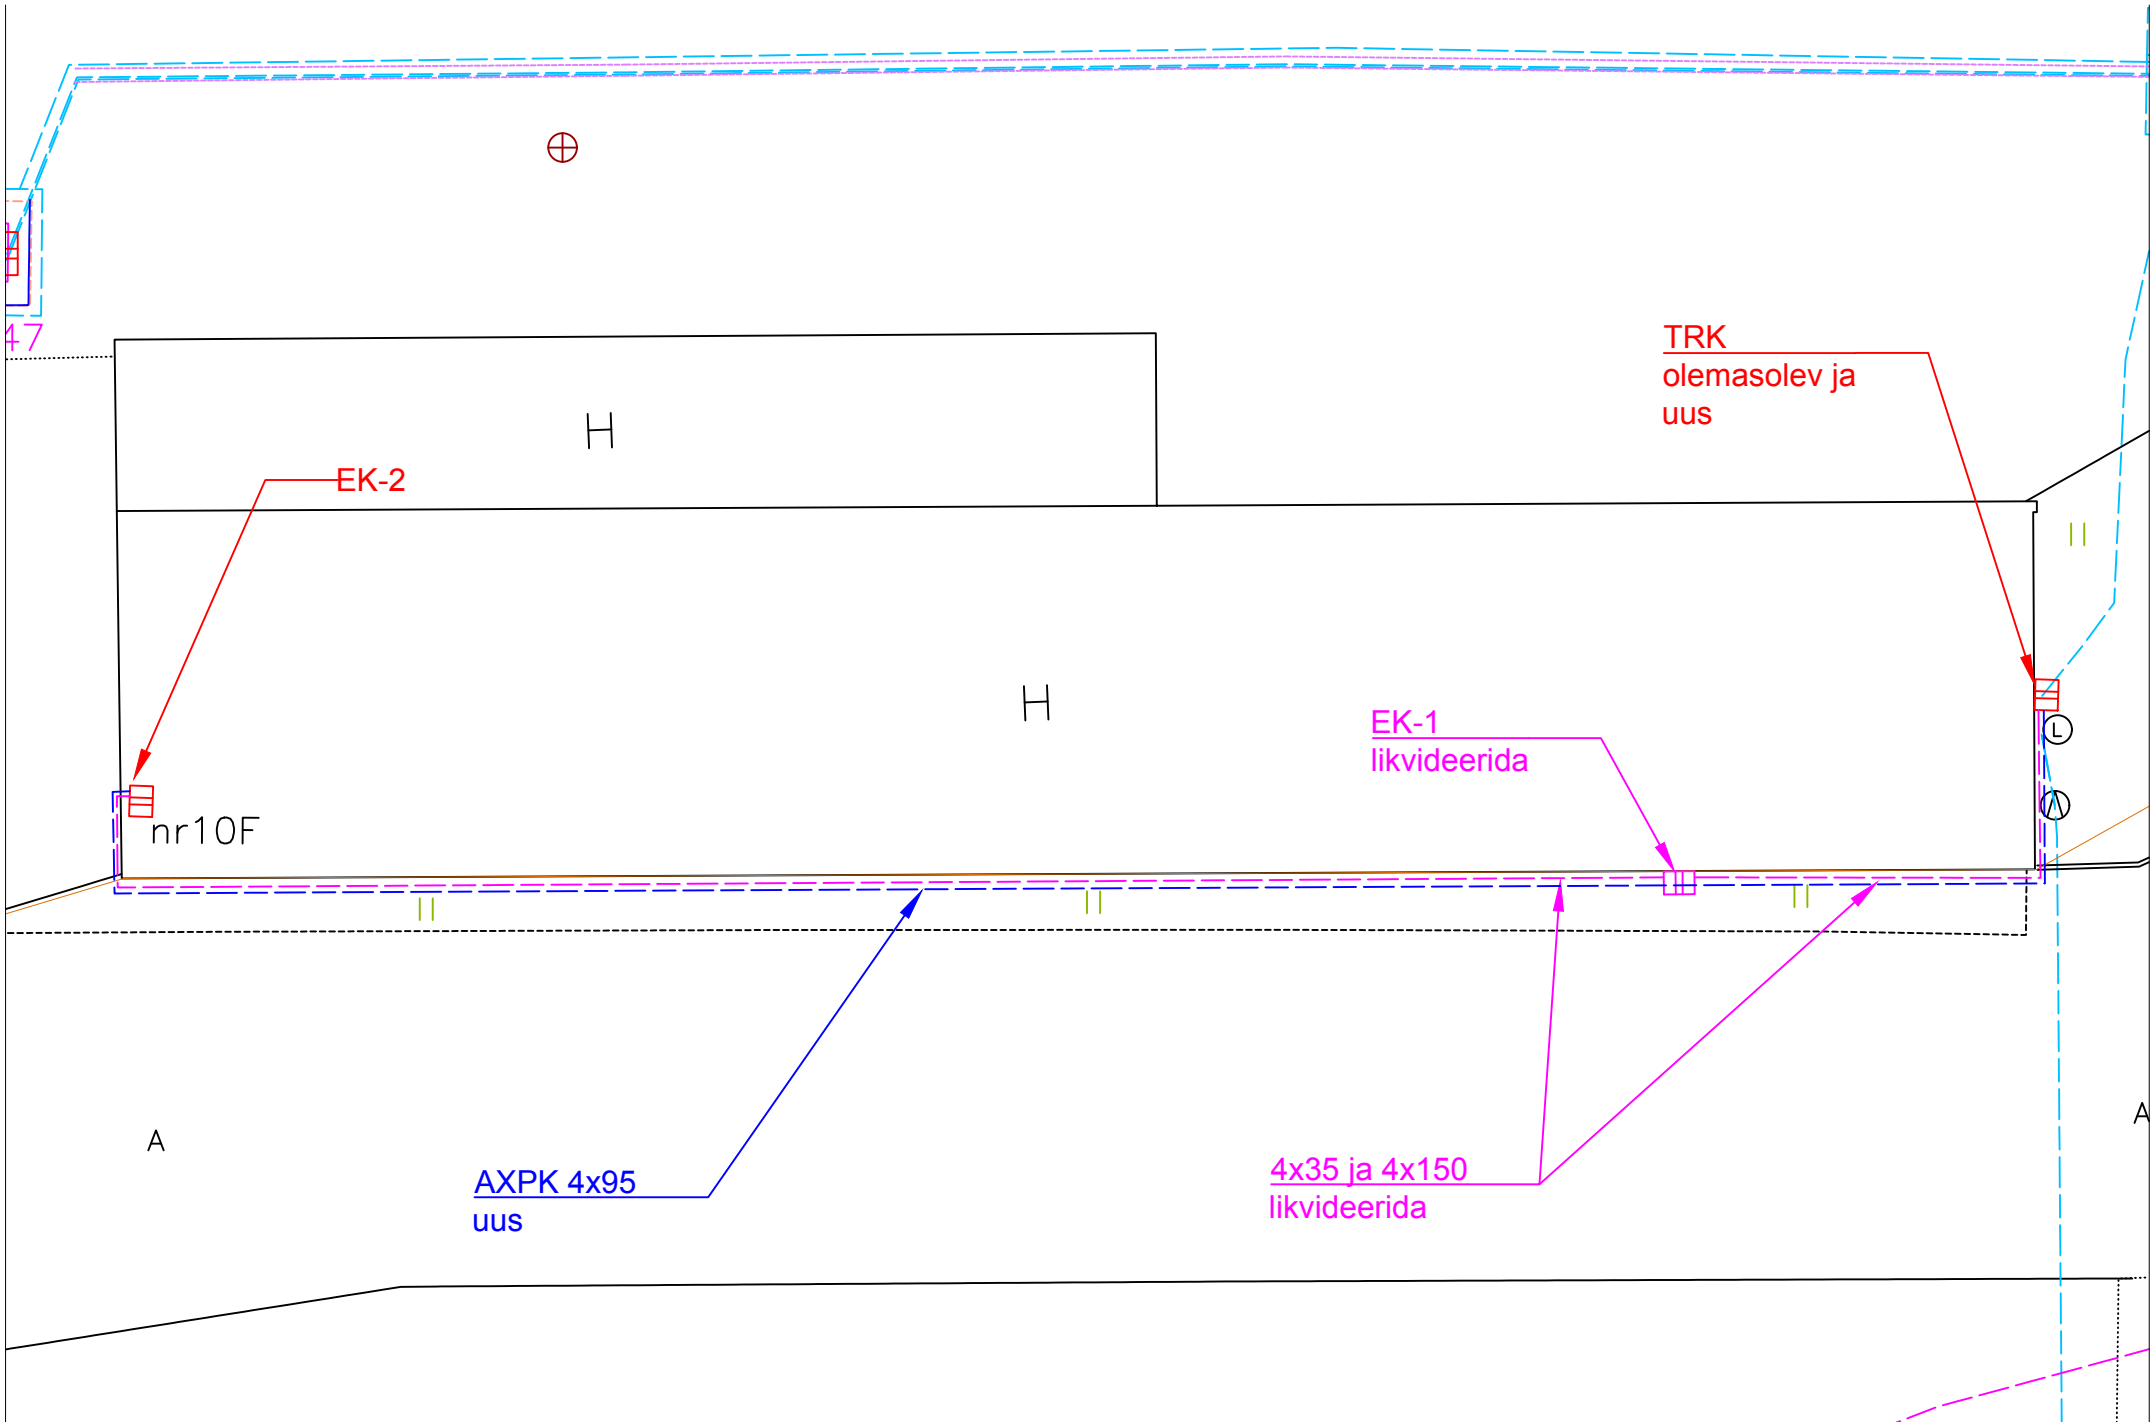 47
TRK
olemasolev ja
uus
H
EK-2
H
EK-1
likvideerida
L
nr10F
A
A
AXPK 4x95
uus
4x35 ja 4x150
likvideerida